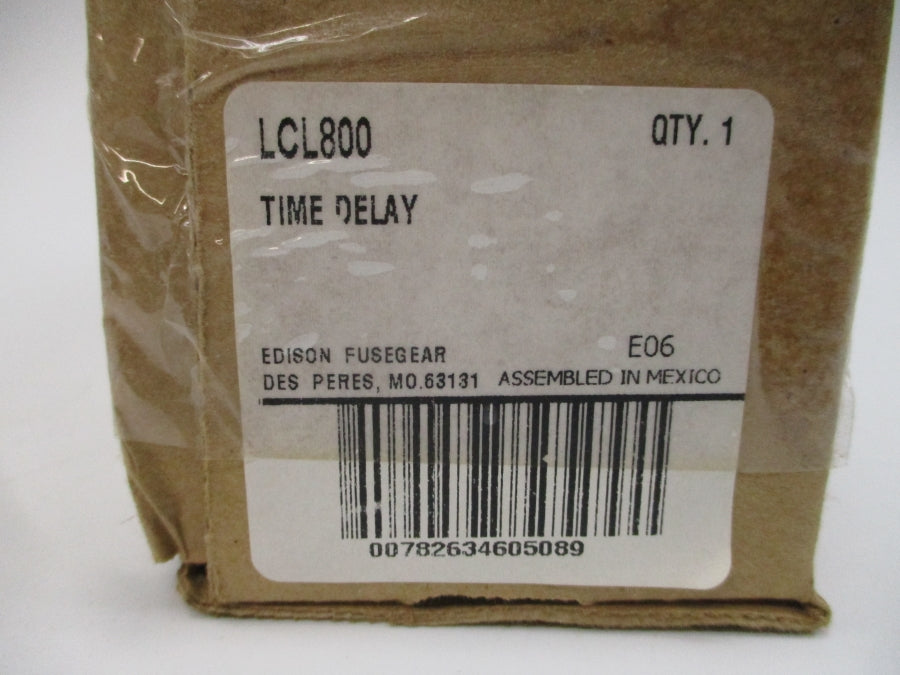 LCL800 QTY. 1
TIME DELAY
EDISON FUSEGEAR E06
DES PERES, MO.63131 ASSEMBLED IN MEXICO
00782634605089